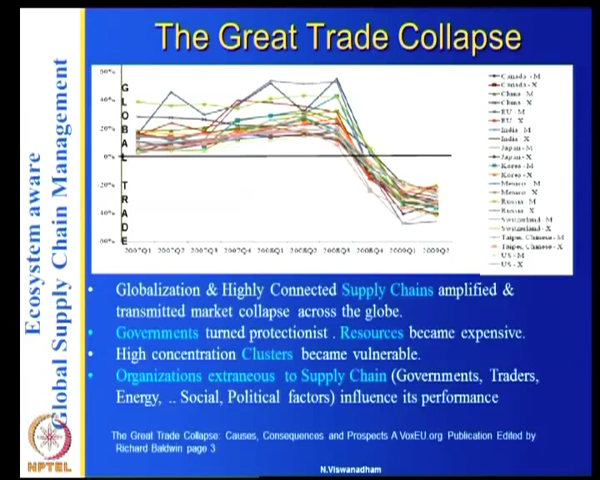 The Great Trade Collapse
Ecosystem aware
Global Supply Chain Management
GLOBAL TRADE
60%
40%
20%
0%
-20%
-40%
-60%
2007Q1 2007Q2 2007Q3 2007Q4 2008Q1 2008Q2 2008Q3 2008Q4 2009Q1 2009Q2
Canada - M
Canada - X
China - M
China - X
EU - M
EU - X
India - M
India - X
Japan - M
Japan - X
Korea - M
Korea - X
Mexico - M
Mexico - X
Russia - M
Russia - X
Switzerland - M
Switzerland - X
Taipei, Chinese - M
Taipei, Chinese - X
US - M
US - X
• Globalization & Highly Connected Supply Chains amplified &
transmitted market collapse across the globe.
• Governments turned protectionist . Resources became expensive.
• High concentration Clusters became vulnerable.
• Organizations extraneous to Supply Chain (Governments, Traders,
Energy, .. Social, Political factors) influence its performance
The Great Trade Collapse: Causes, Consequences and Prospects A VoxEU.org Publication Edited by
Richard Baldwin page 3
NPTEL
N.Viswanadham